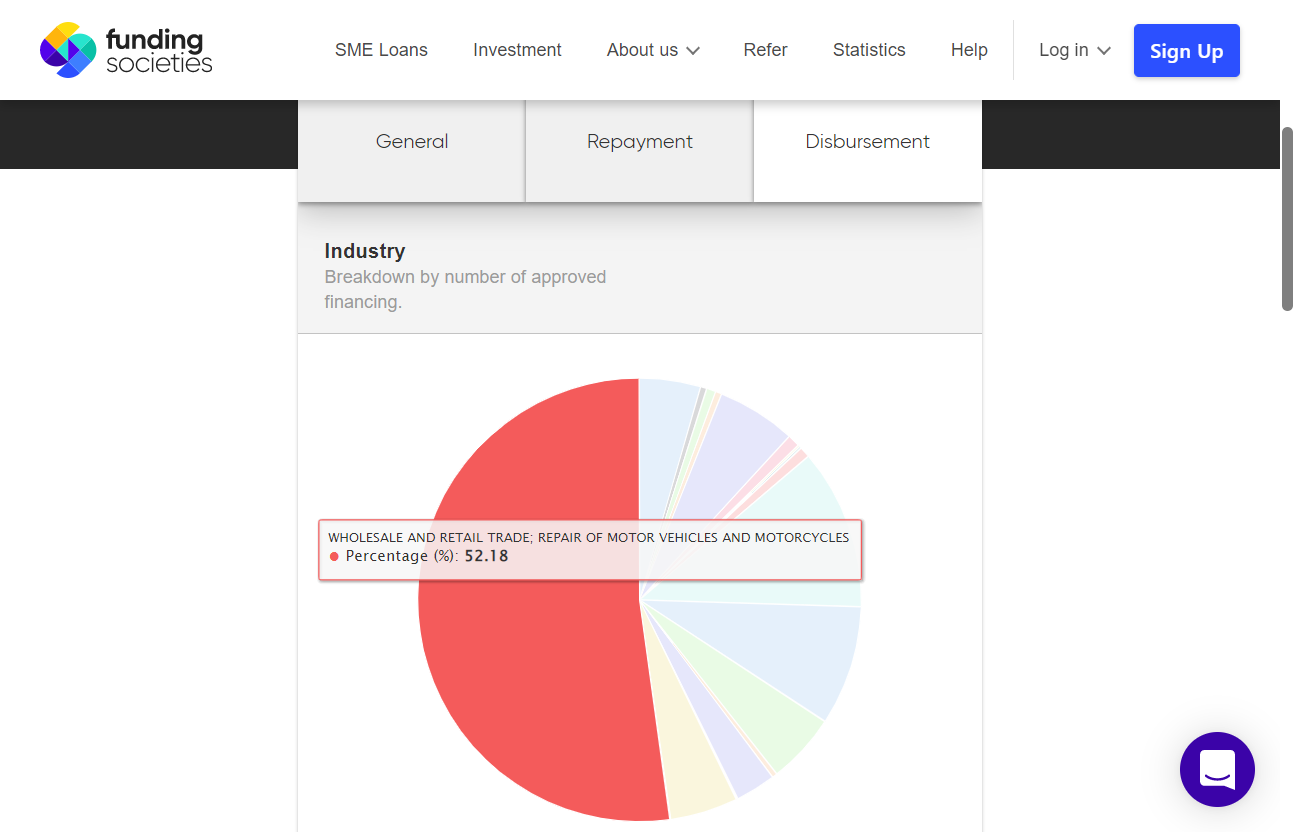 funding
societies
SME Loans
Investment
About us
Refer
Statistics
Help
Log in
Sign Up
General
Repayment
Disbursement
Industry
Breakdown by number of approved
financing.
WHOLESALE AND RETAIL TRADE; REPAIR OF MOTOR VEHICLES AND MOTORCYCLES
Percentage (%): 52.18